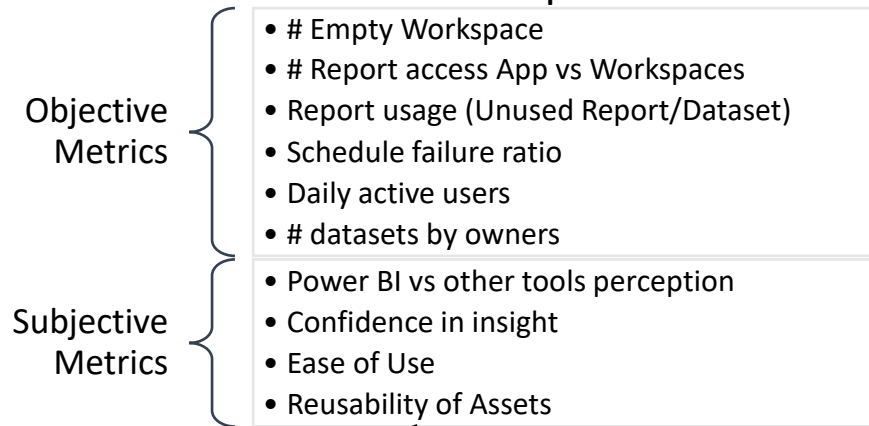 Objective
Metrics
• # Empty Workspace
• # Report access App vs Workspaces
• Report usage (Unused Report/Dataset)
• Schedule failure ratio
• Daily active users
• # datasets by owners
Subjective
Metrics
• Power BI vs other tools perception
• Confidence in insight
• Ease of Use
• Reusability of Assets